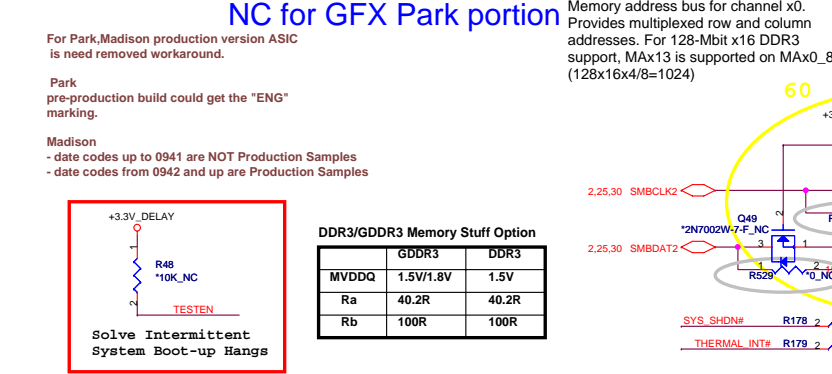 NC for GFX Park portion
Memory address bus for channel x0.
Provides multiplexed row and column
addresses. For 128-Mbit x16 DDR3
support, MAx13 is supported on MAx0_8
(128x16x4/8=1024)
For Park,Madison production version ASIC
is need removed workaround.
Park
pre-production build could get the "ENG"
marking.
Madison
- date codes up to 0941 are NOT Production Samples
- date codes from 0942 and up are Production Samples
60
2,25,30 SMBCLK2
Q49
*2N7002W-7-F_NC
2
3 1
2,25,30 SMBDAT2
1 2
R529 *0_NC
SYS_SHDN# R178 2
THERMAL_INT# R179 2
+3.3V_DELAY
1
R48
*10K_NC
2
TESTEN
Solve Intermittent
System Boot-up Hangs
DDR3/GDDR3 Memory Stuff Option
GDDR3 DDR3
MVDDQ 1.5V/1.8V 1.5V
Ra 40.2R 40.2R
Rb 100R 100R